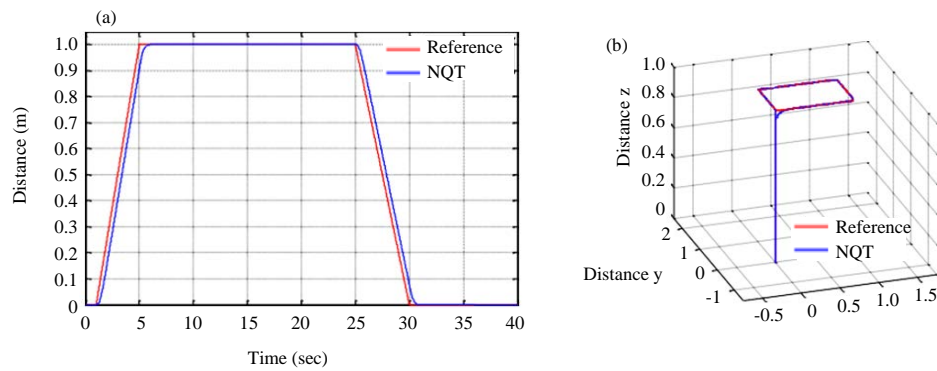 (a)
1.0
0.9
0.8
0.7
0.6
0.5
0.4
0.3
0.2
0.1
0
Distance (m)
Reference
NQT
0 5 10 15 20 25 30 35 40
Time (sec)
(b)
1.0
0.8
0.6
0.4
0.2
0
Distance z
2
1
0
-1
Distance y
Reference
NQT
-0.5 0 0.5 1.0 1.5